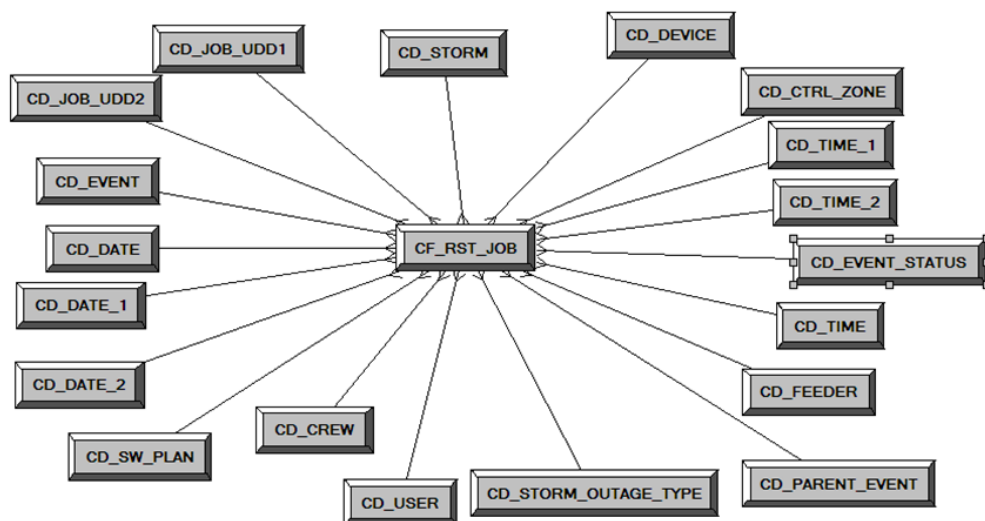 CD_JOB_UDD1
CD_STORM
CD_DEVICE
CD_JOB_UDD2
CD_CTRL_ZONE
CD_TIME_1
CD_EVENT
CD_TIME_2
CD_DATE
CF_RST_JOB
CD_EVENT_STATUS
CD_DATE_1
CD_TIME
CD_DATE_2
CD_FEEDER
CD_CREW
CD_SW_PLAN
CD_USER
CD_STORM_OUTAGE_TYPE
CD_PARENT_EVENT